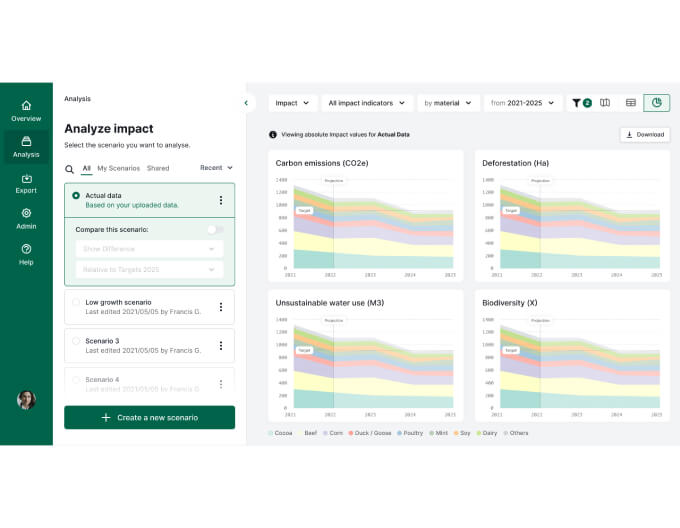 Overview
Analysis
Export
Admin
Help
Analysis
Analyze impact
Select the scenario you want to analyse.
All My Scenarios Shared Recent
Actual data
Based on your uploaded data.
Compare this scenario:
Show Difference
Relative to Targets 2025
Low growth scenario
Last edited 2021/05/05 by Francis G.
Scenario 3
Last edited 2021/05/05 by Francis G.
Scenario 4
Last edited 2021/05/05 by Francis G.
+ Create a new scenario
Impact All impact indicators by material from 2021-2025 2
Viewing absolute Impact values for Actual Data Download
Carbon emissions (CO2e)
Projection
Target
1400
1200
1000
800
600
400
200
0
2021 2022 2023 2024 2025
Deforestation (Ha)
Projection
Target
1400
1200
1000
800
600
400
200
0
2021 2022 2023 2024 2025
Unsustainable water use (M3)
Projection
Target
1400
1200
1000
800
600
400
200
0
2021 2022 2023 2024 2025
Biodiversity (X)
Projection
Target
1400
1200
1000
800
600
400
200
0
2021 2022 2023 2024 2025
Cocoa Beef Corn Duck / Goose Poultry Mint Soy Dairy Others